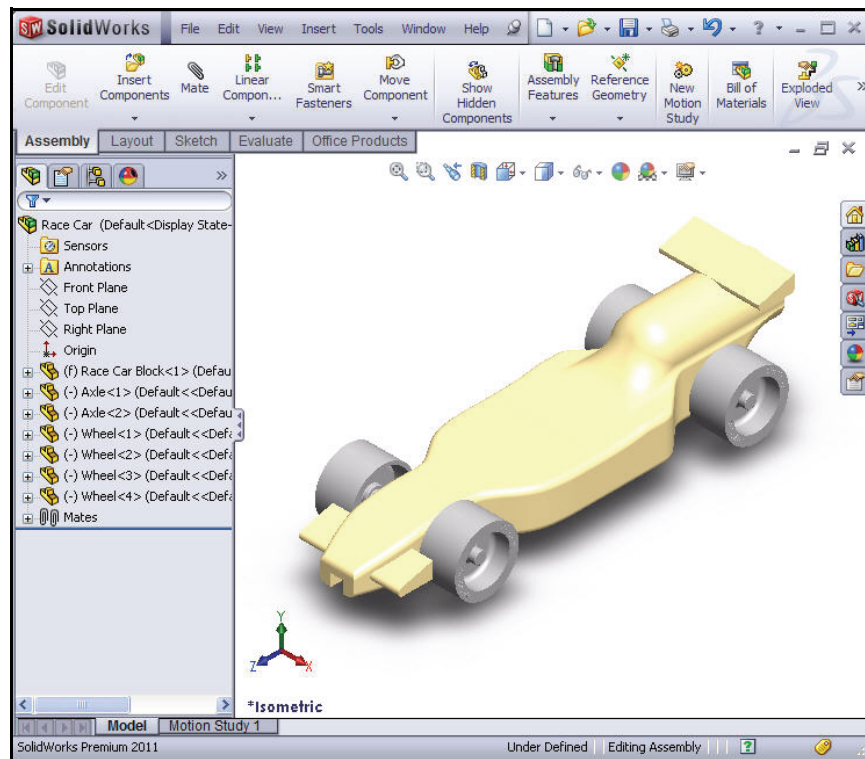 SolidWorks File Edit View Insert Tools Window Help
Edit Component
Insert Components
Mate
Linear Compon...
Smart Fasteners
Move Component
Show Hidden Components
Assembly Features
Reference Geometry
New Motion Study
Bill of Materials
Exploded View
Assembly Layout Sketch Evaluate Office Products
Race Car (Default<Display State-
Sensors
Annotations
Front Plane
Top Plane
Right Plane
Origin
(f) Race Car Block<1> (Defau
(-) Axle<1> (Default<<Defau
(-) Axle<2> (Default<<Defau
(-) Wheel<1> (Default<<Defa
(-) Wheel<2> (Default<<Defa
(-) Wheel<3> (Default<<Defa
(-) Wheel<4> (Default<<Defa
Mates
Y
Z X
*Isometric
Model Motion Study 1
SolidWorks Premium 2011 Under Defined Editing Assembly